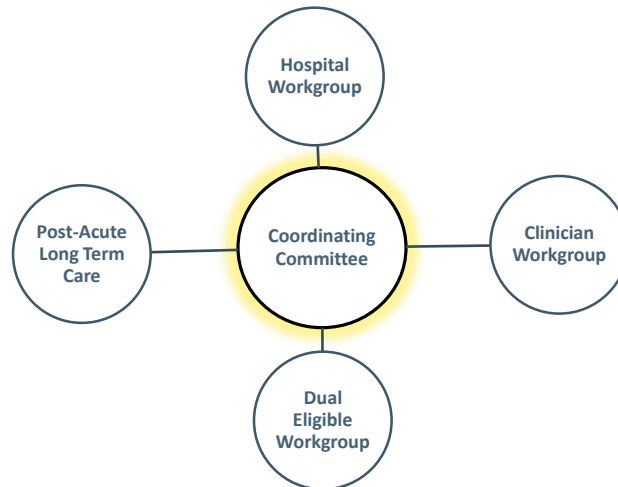 Hospital
Workgroup
Post-Acute
Long Term
Care
Coordinating
Committee
Clinician
Workgroup
Dual
Eligible
Workgroup